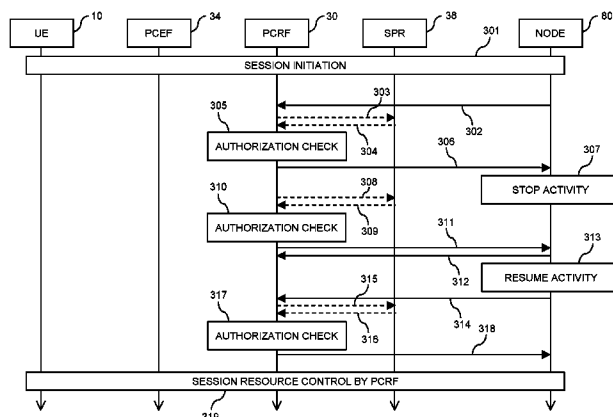 10
34
30
38
80
UE
PCEF
PCRF
SPR
NODE
301
SESSION INITIATION
303
302
305
304
306
307
AUTHORIZATION CHECK
STOP ACTIVITY
310
308
309
AUTHORIZATION CHECK
311
313
312
RESUME ACTIVITY
315
317
314
316
318
AUTHORIZATION CHECK
SESSION RESOURCE CONTROL BY PCRF
319